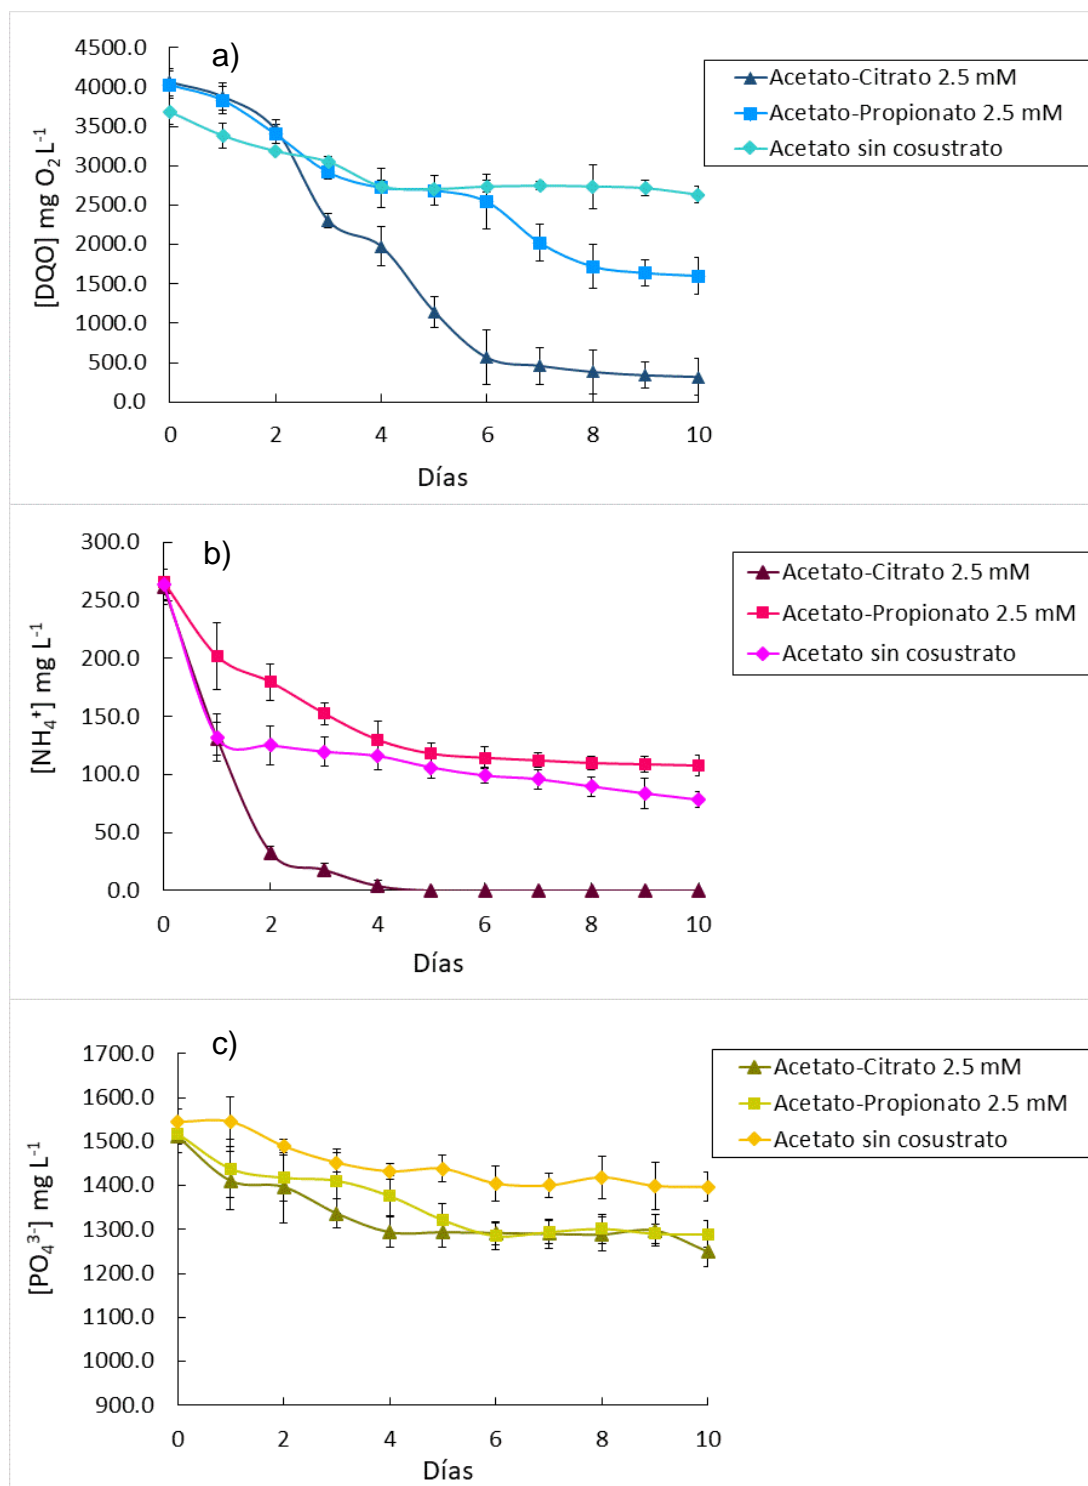 a)
4500.0
4000.0
3500.0
3000.0
2500.0
2000.0
1500.0
1000.0
500.0
0.0
[DQO] mg O₂ L⁻¹
0 2 4 6 8 10
Días
Acetato-Citrato 2.5 mM
Acetato-Propionato 2.5 mM
Acetato sin cosustrato
b)
300.0
250.0
200.0
150.0
100.0
50.0
0.0
[NH₄⁺] mg L⁻¹
0 2 4 6 8 10
Días
Acetato-Citrato 2.5 mM
Acetato-Propionato 2.5 mM
Acetato sin cosustrato
c)
1700.0
1600.0
1500.0
1400.0
1300.0
1200.0
1100.0
1000.0
900.0
[PO₄³⁻] mg L⁻¹
0 2 4 6 8 10
Días
Acetato-Citrato 2.5 mM
Acetato-Propionato 2.5 mM
Acetato sin cosustrato